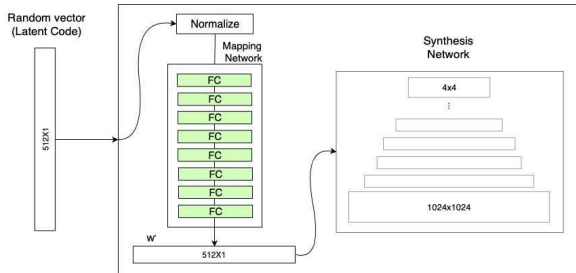 Random vector
(Latent Code)
512X1
Normalize
Mapping
Network
FC
FC
FC
FC
FC
FC
FC
FC
w
512X1
Synthesis
Network
4x4
...
1024x1024